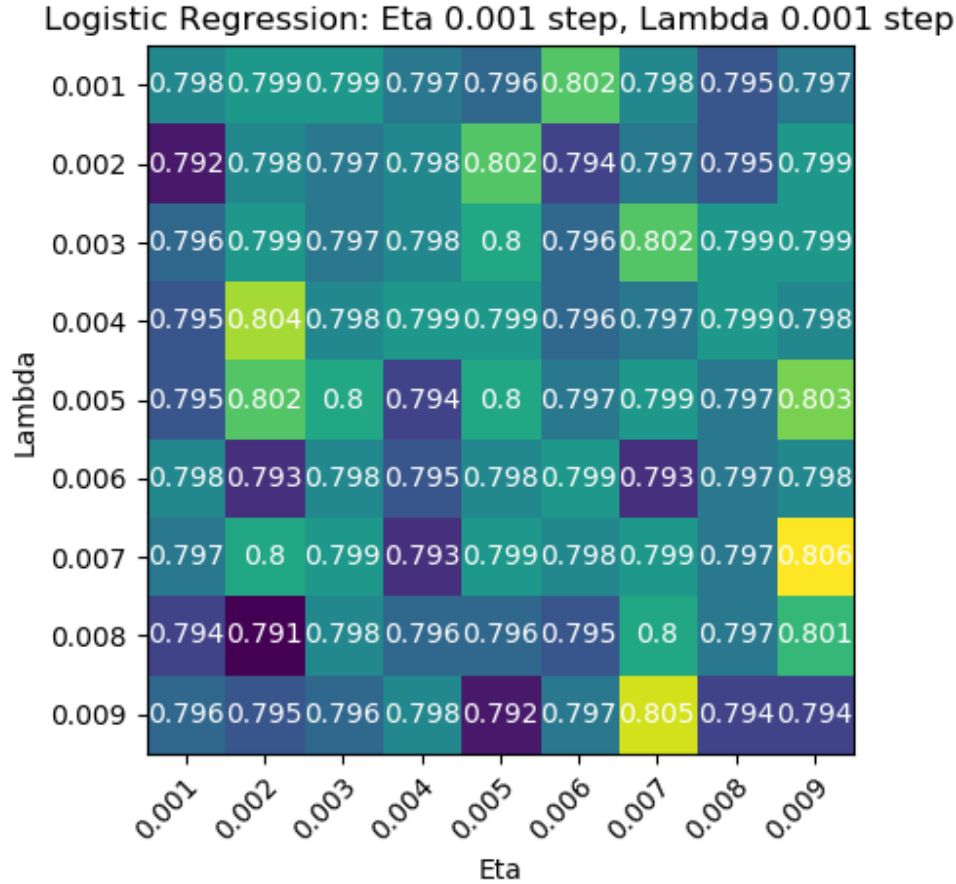 Logistic Regression: Eta 0.001 step, Lambda 0.001 step
0.001 0.798 0.799 0.799 0.797 0.796 0.802 0.798 0.795 0.797
0.002 0.792 0.798 0.797 0.798 0.802 0.794 0.797 0.795 0.799
0.003 0.796 0.799 0.797 0.798 0.8 0.796 0.802 0.799 0.799
0.004 0.795 0.804 0.798 0.799 0.799 0.796 0.797 0.799 0.798
0.005 0.795 0.802 0.8 0.794 0.8 0.797 0.799 0.797 0.803
0.006 0.798 0.793 0.798 0.795 0.798 0.799 0.793 0.797 0.798
0.007 0.797 0.8 0.799 0.793 0.799 0.798 0.799 0.797 0.806
0.008 0.794 0.791 0.798 0.796 0.796 0.795 0.8 0.797 0.801
0.009 0.796 0.795 0.796 0.798 0.792 0.797 0.805 0.794 0.794
Lambda
0.001 0.002 0.003 0.004 0.005 0.006 0.007 0.008 0.009
Eta